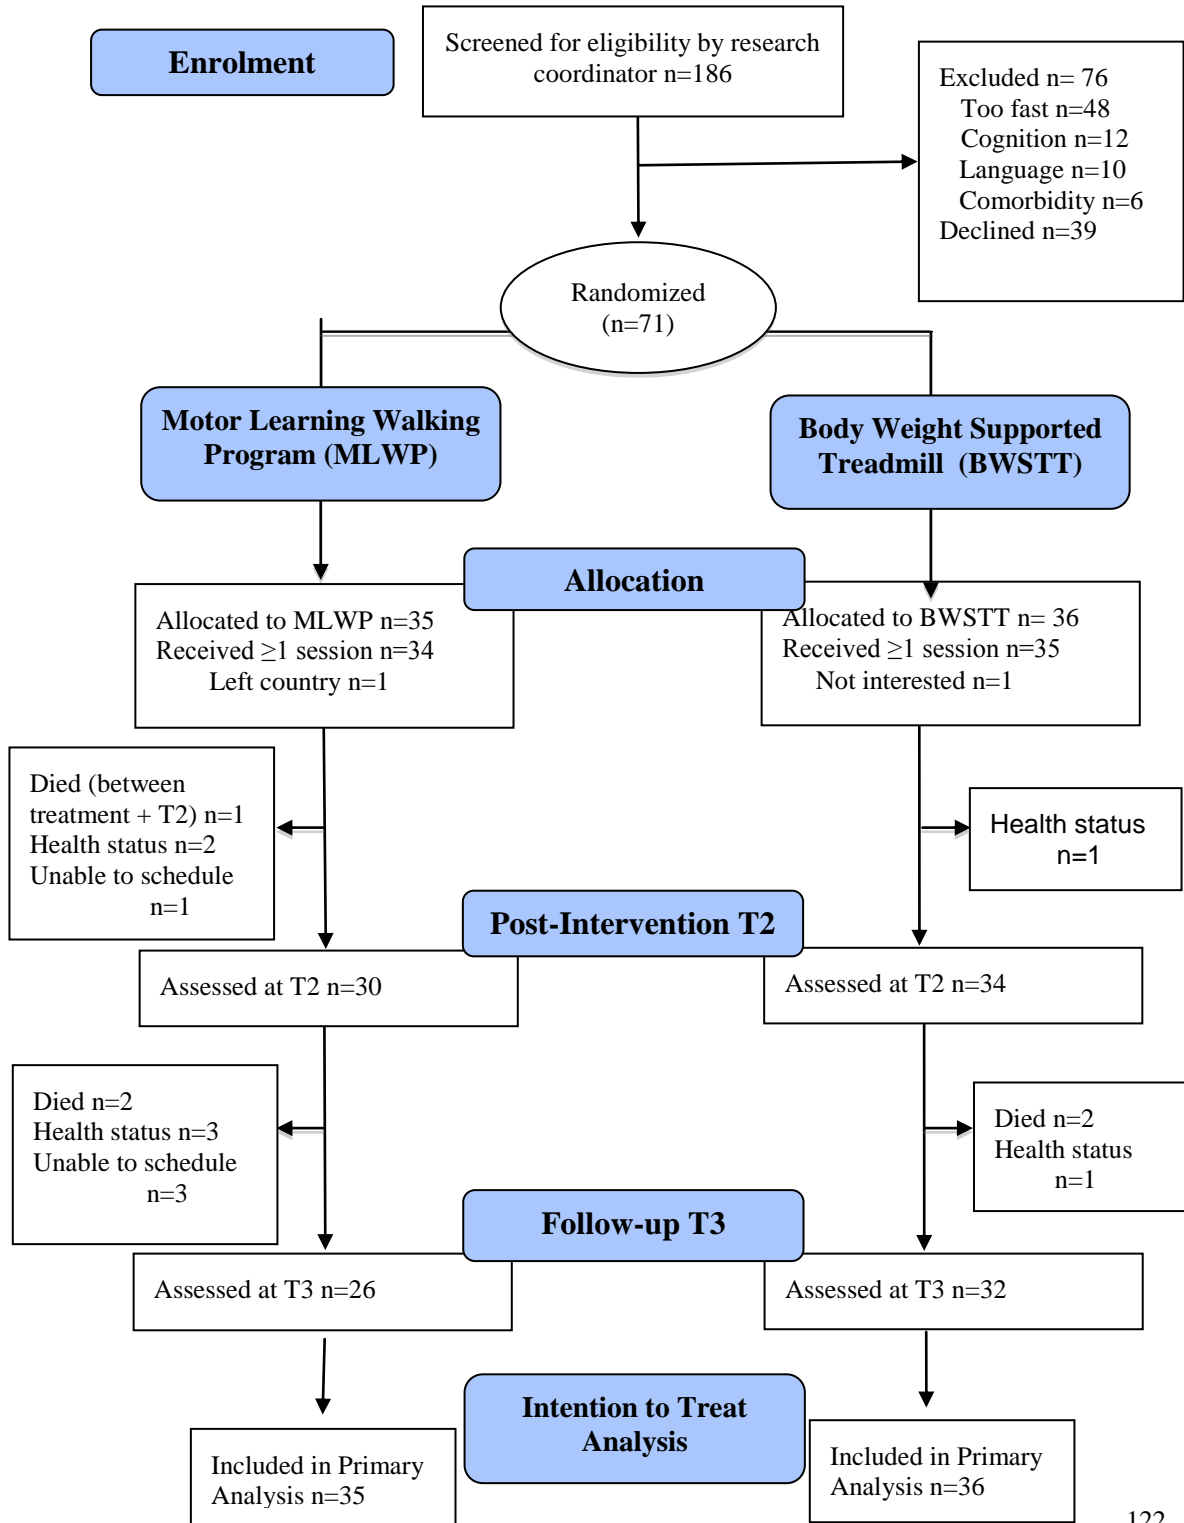 Enrolment
Screened for eligibility by research
coordinator n=186
Excluded n= 76
Too fast n=48
Cognition n=12
Language n=10
Comorbidity n=6
Declined n=39
Randomized
(n=71)
Motor Learning Walking
Program (MLWP)
Body Weight Supported
Treadmill (BWSTT)
Allocation
Allocated to MLWP n=35
Received ≥1 session n=34
Left country n=1
Allocated to BWSTT n= 36
Received ≥1 session n=35
Not interested n=1
Died (between
treatment + T2) n=1
Health status n=2
Unable to schedule
n=1
Health status
n=1
Post-Intervention T2
Assessed at T2 n=30
Assessed at T2 n=34
Died n=2
Health status n=3
Unable to schedule
n=3
Died n=2
Health status
n=1
Follow-up T3
Assessed at T3 n=26
Assessed at T3 n=32
Intention to Treat
Analysis
Included in Primary
Analysis n=35
Included in Primary
Analysis n=36
122